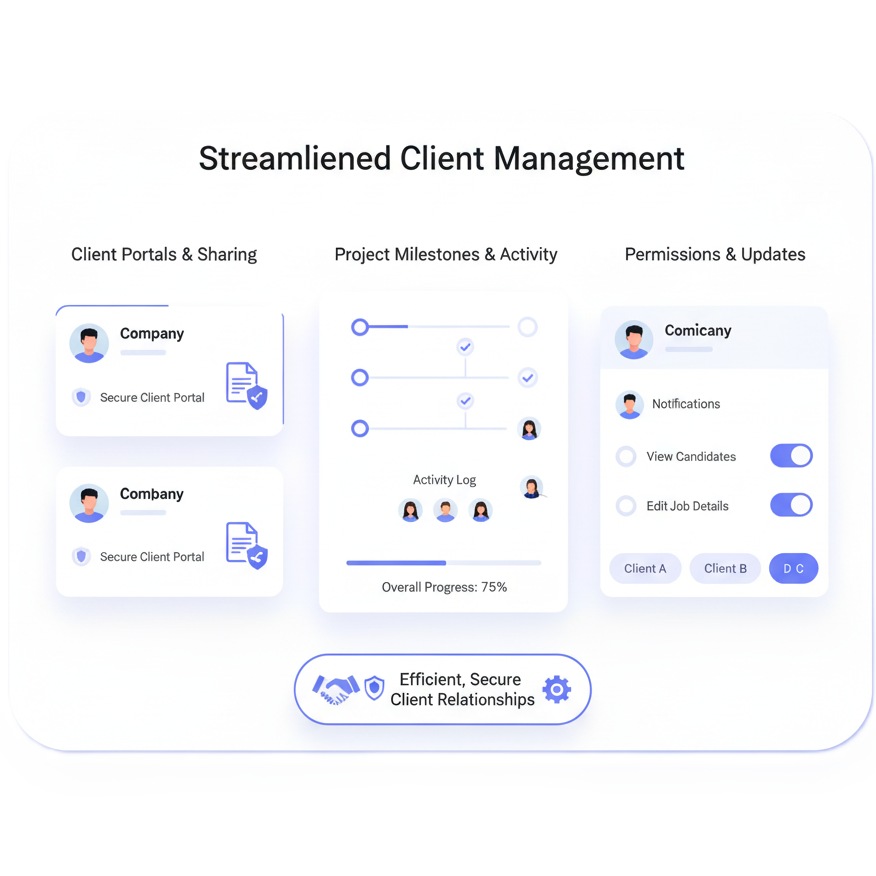 Streamliened Client Management
Client Portals & Sharing
Company
Secure Client Portal
Company
Secure Client Portal
Project Milestones & Activity
Activity Log
Overall Progress: 75%
Permissions & Updates
Comicany
Notifications
View Candidates
Edit Job Details
Client A
Client B
D C
Efficient, Secure
Client Relationships